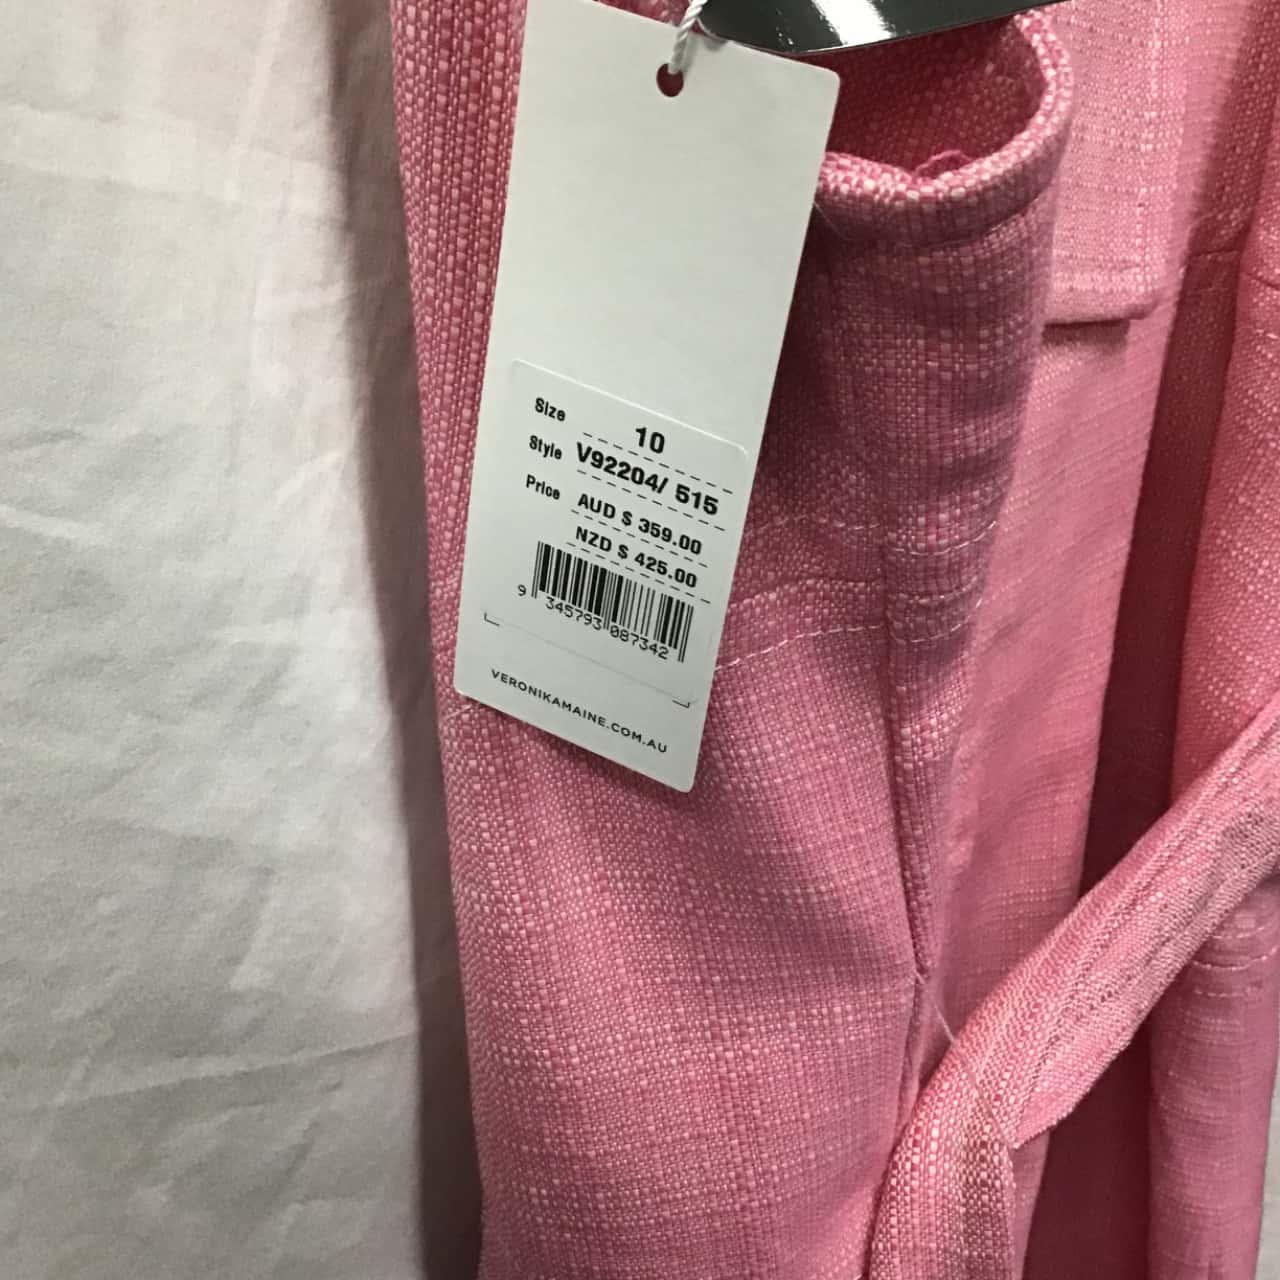 Size 10
Style V92204/ 515
Price AUD $ 359.00
NZD $ 425.00
9 345793 087342
VERONIKAMAINE.COM.AU